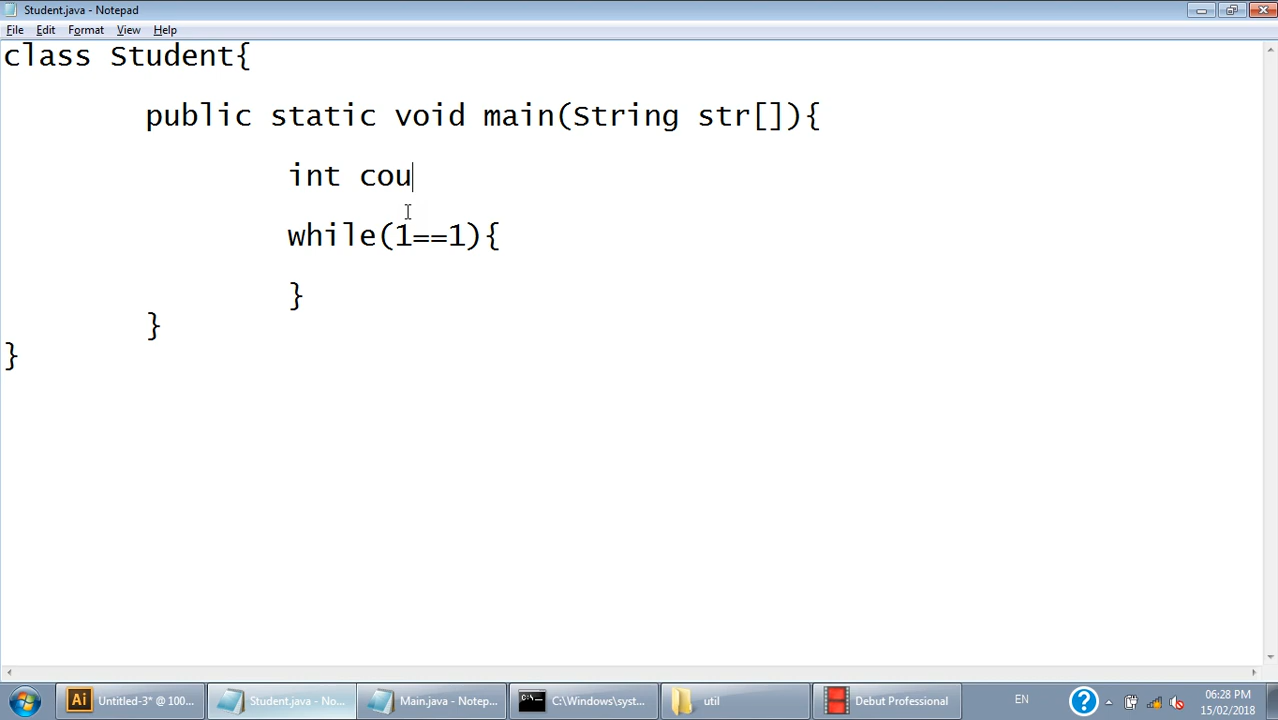 Student.java - Notepad
File Edit Format View Help
class Student{
public static void main(String str[]){
int cou
while(1==1){
}
}
}
Ai Untitled-3* @ 100... Student.java - No... Main.java - Notep... C:\Windows\syst... util Debut Professional EN 06:28 PM
15/02/2018